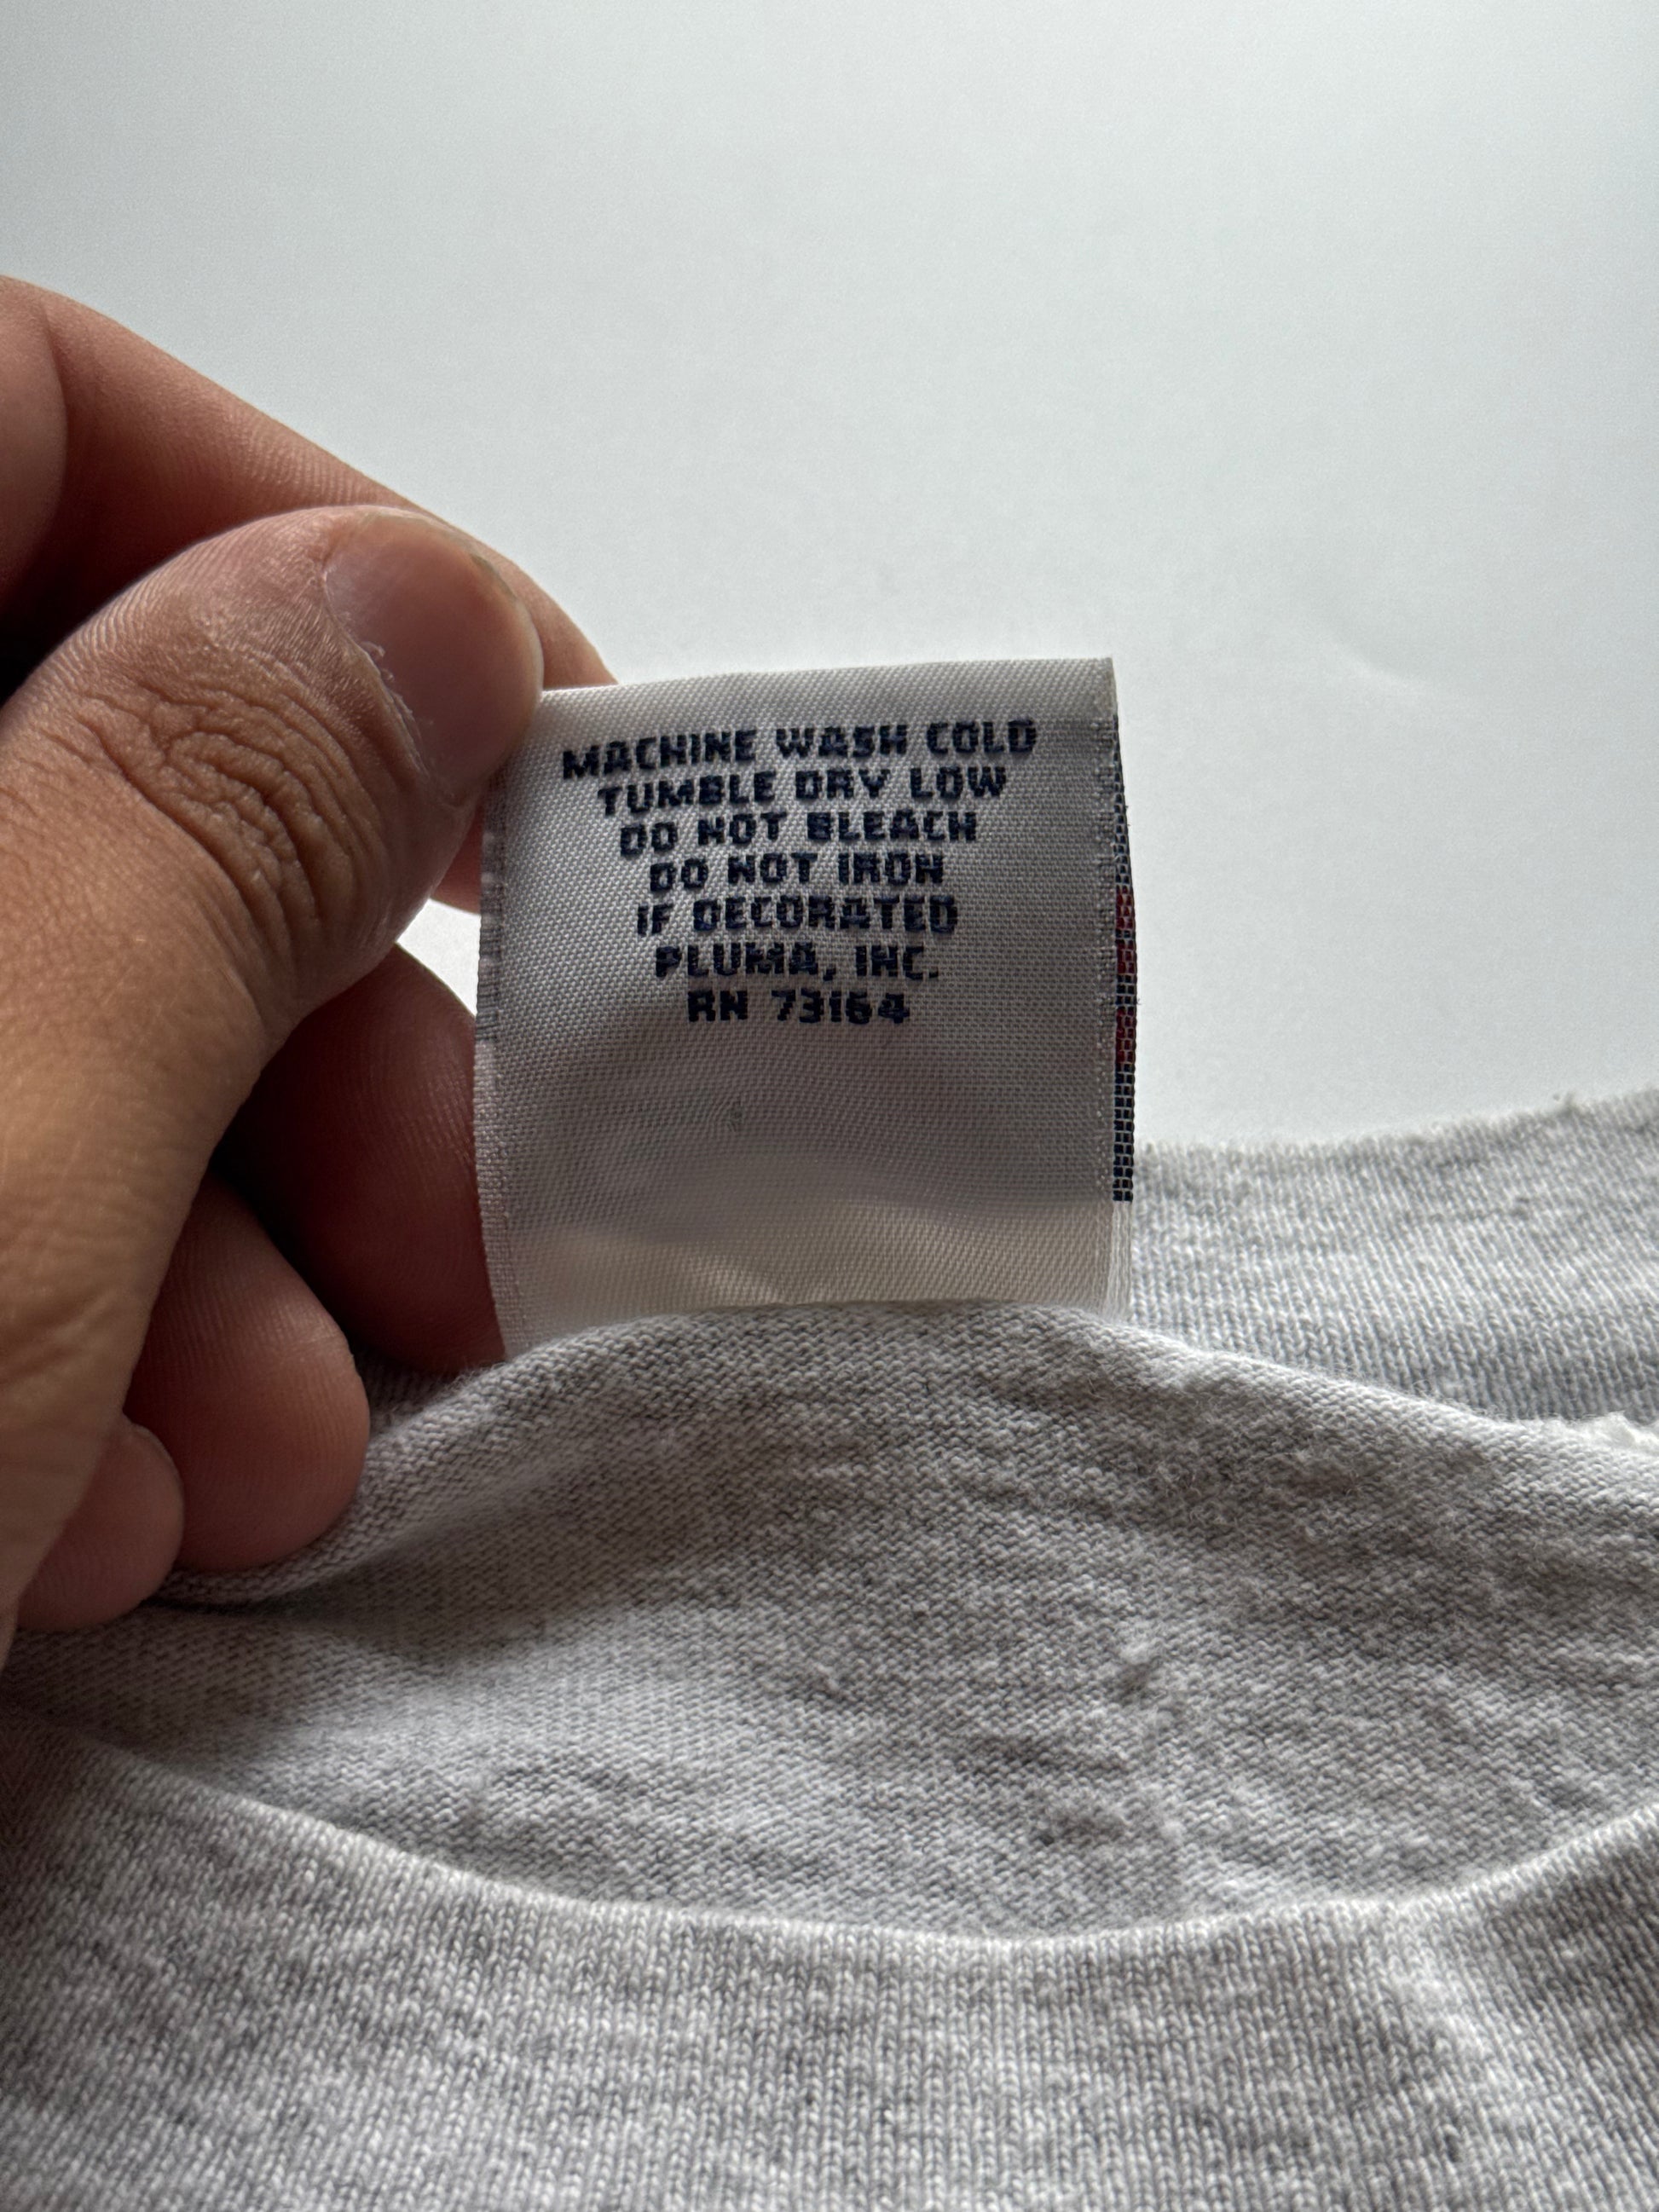 MACHINE WASH COLD
TUMBLE DRY LOW
DO NOT BLEACH
DO NOT IRON
IF DECORATED
PLUMA, INC.
RN 73164